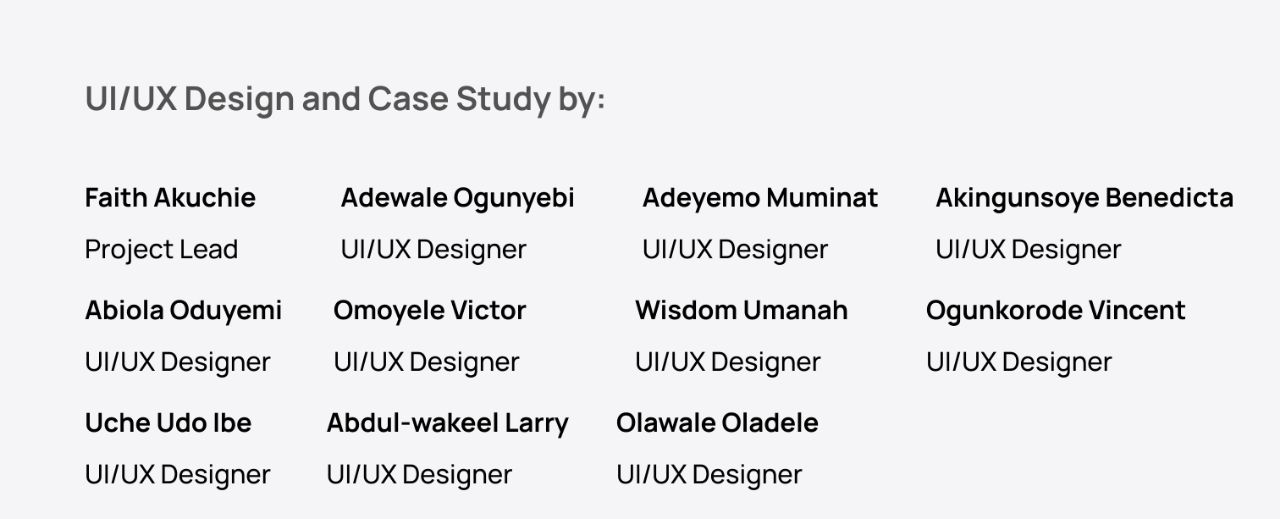 UI/UX Design and Case Study by:
Faith Akuchie Adewale Ogunyebi Adeyemo Muminat Akingunsoye Benedicta
Project Lead UI/UX Designer UI/UX Designer UI/UX Designer
Abiola Oduyemi Omoyele Victor Wisdom Umanah Ogunkorode Vincent
UI/UX Designer UI/UX Designer UI/UX Designer UI/UX Designer
Uche Udo Ibe Abdul-wakeel Larry Olawale Oladele
UI/UX Designer UI/UX Designer UI/UX Designer